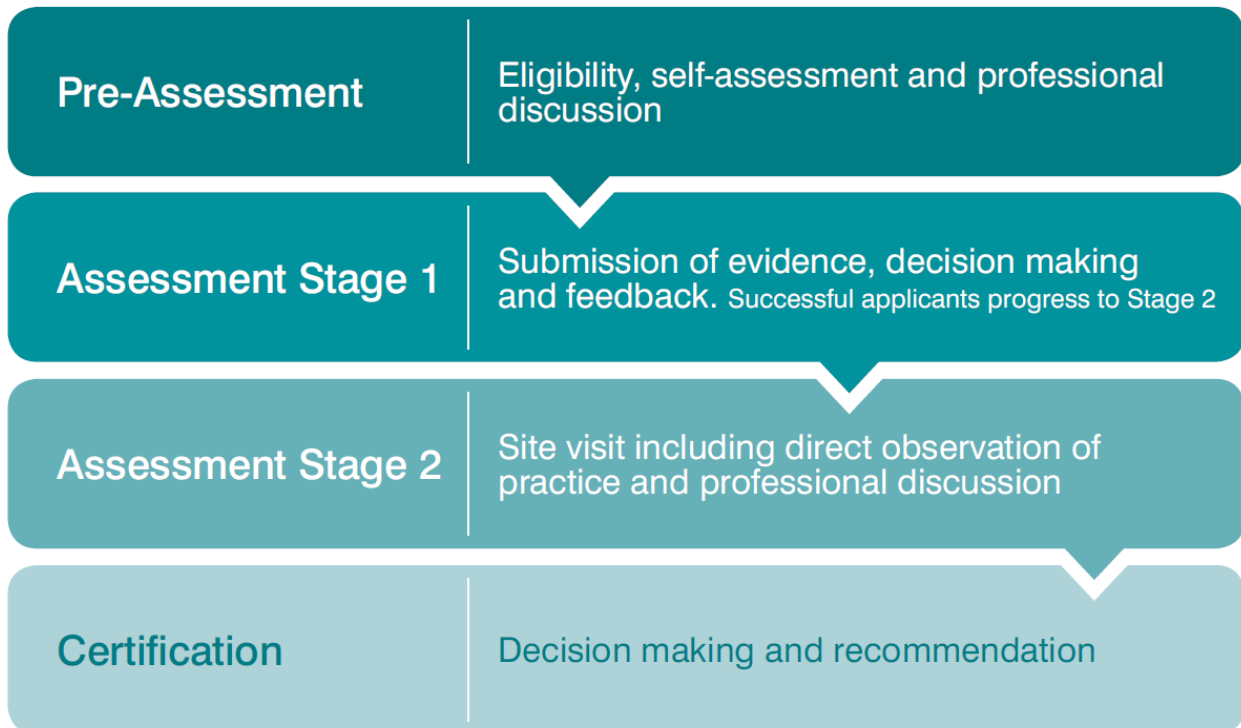 Pre-Assessment
Eligibility, self-assessment and professional
discussion
Assessment Stage 1
Submission of evidence, decision making
and feedback. Successful applicants progress to Stage 2
Assessment Stage 2
Site visit including direct observation of
practice and professional discussion
Certification
Decision making and recommendation